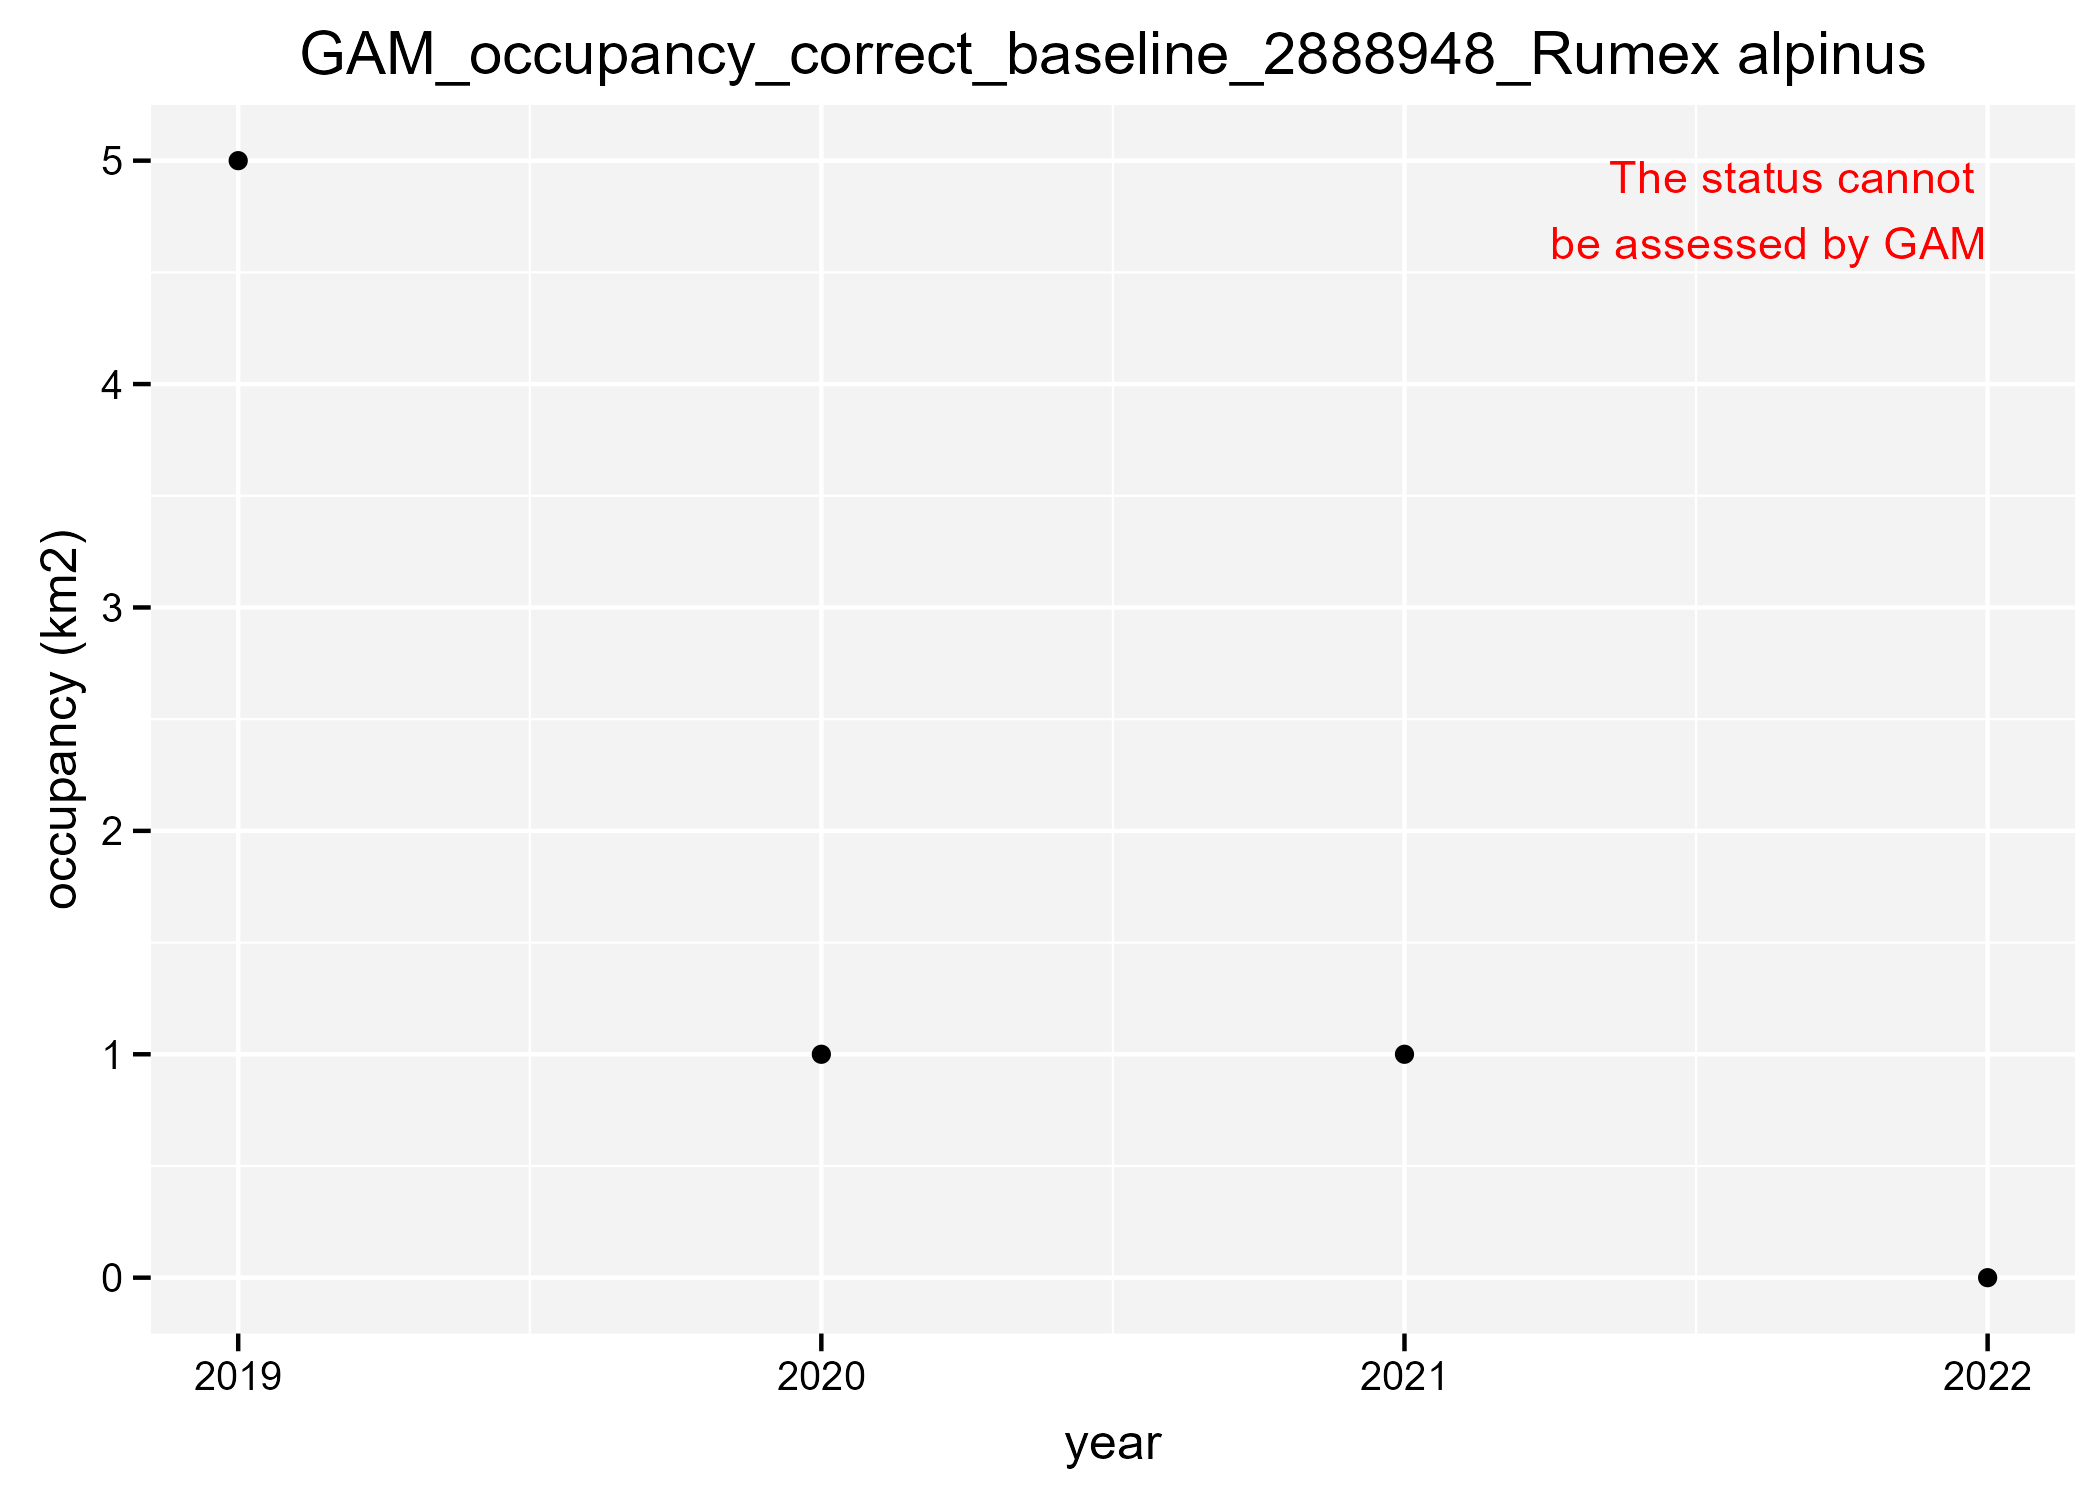 GAM_occupancy_correct_baseline_2888948_Rumex alpinus
The status cannot
be assessed by GAM
occupancy (km2)
5
4
3
2
1
0
2019 2020 2021 2022
year